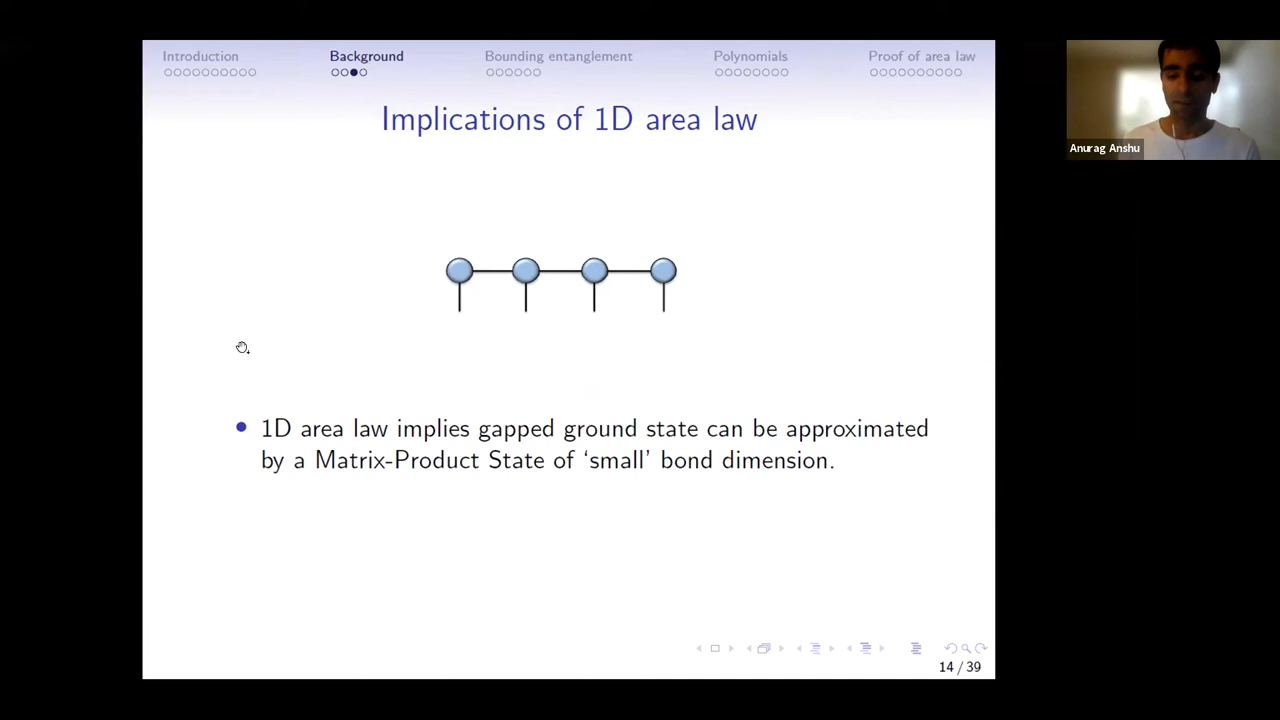 Introduction
Background
Bounding entanglement
Polynomials
Proof of area law
Implications of 1D area law
• 1D area law implies gapped ground state can be approximated
by a Matrix-Product State of ‘small’ bond dimension.
14 / 39
Anurag Anshu